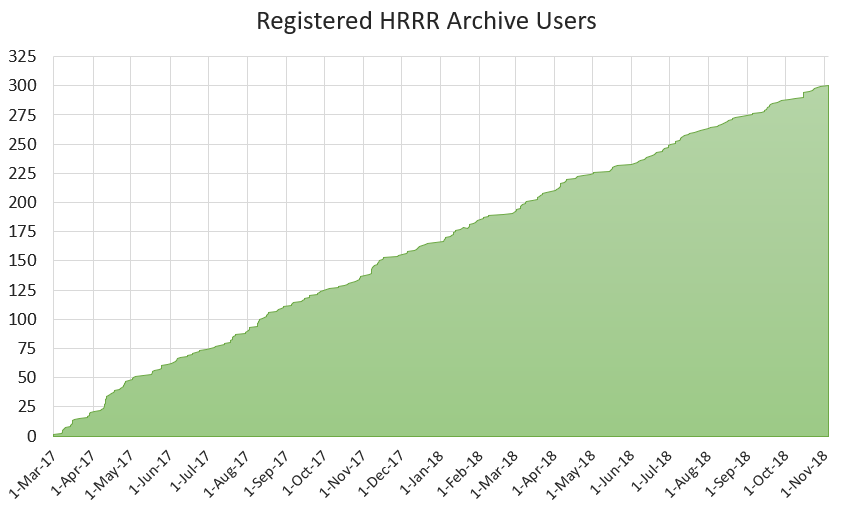 Registered HRRR Archive Users
325
300
275
250
225
200
175
150
125
100
75
50
25
0
1-Mar-17
1-Apr-17
1-May-17
1-Jun-17
1-Jul-17
1-Aug-17
1-Sep-17
1-Oct-17
1-Nov-17
1-Dec-17
1-Jan-18
1-Feb-18
1-Mar-18
1-Apr-18
1-May-18
1-Jun-18
1-Jul-18
1-Aug-18
1-Sep-18
1-Oct-18
1-Nov-18